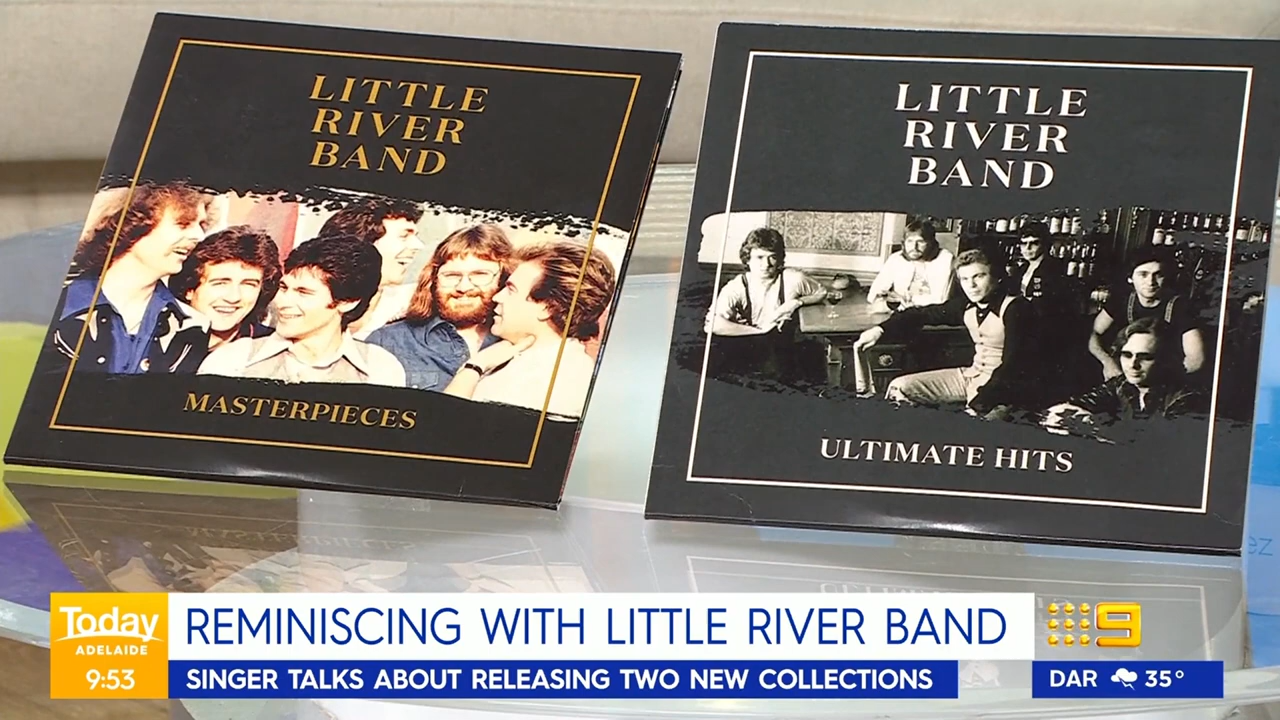 LITTLE
RIVER
BAND
MASTERPIECES
LITTLE
RIVER
BAND
ULTIMATE HITS
Today
ADELAIDE
9:53
REMINISCING WITH LITTLE RIVER BAND
SINGER TALKS ABOUT RELEASING TWO NEW COLLECTIONS
9
DAR 35°